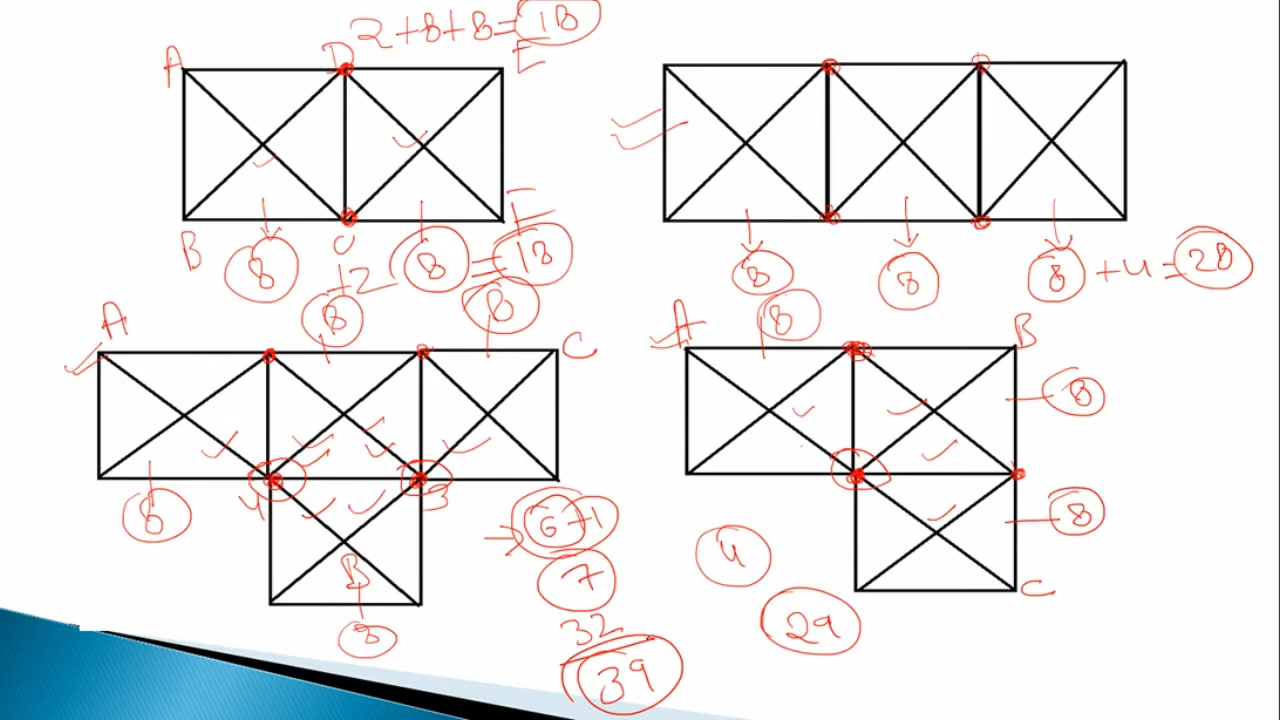 2+8+8=18
A D E
B C F
8 +2 8 =18
8 8 8 +4=28
8 8
A C
4 3
8
B
8
6+1
7
32
39
8
A B
8
8
C
4
29